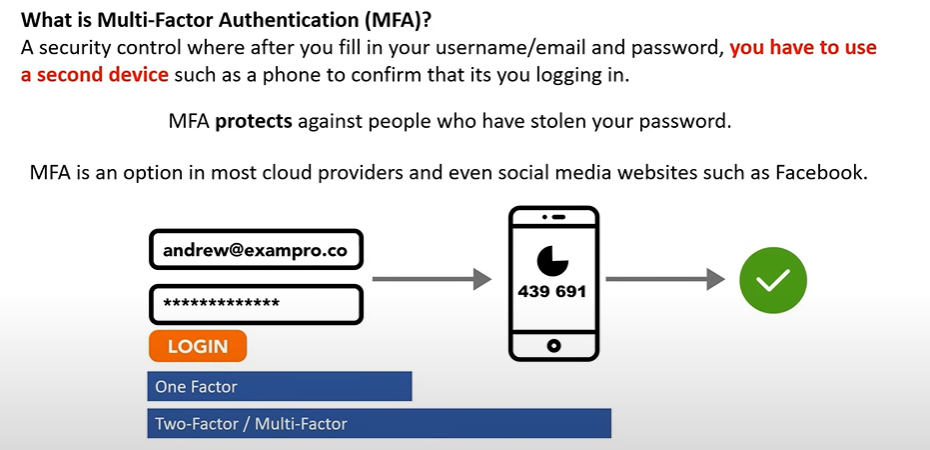 What is Multi-Factor Authentication (MFA)?
A security control where after you fill in your username/email and password, you have to use
a second device such as a phone to confirm that its you logging in.
MFA protects against people who have stolen your password.
MFA is an option in most cloud providers and even social media websites such as Facebook.
andrew@exampro.co
*************
LOGIN
439 691
One Factor
Two-Factor / Multi-Factor